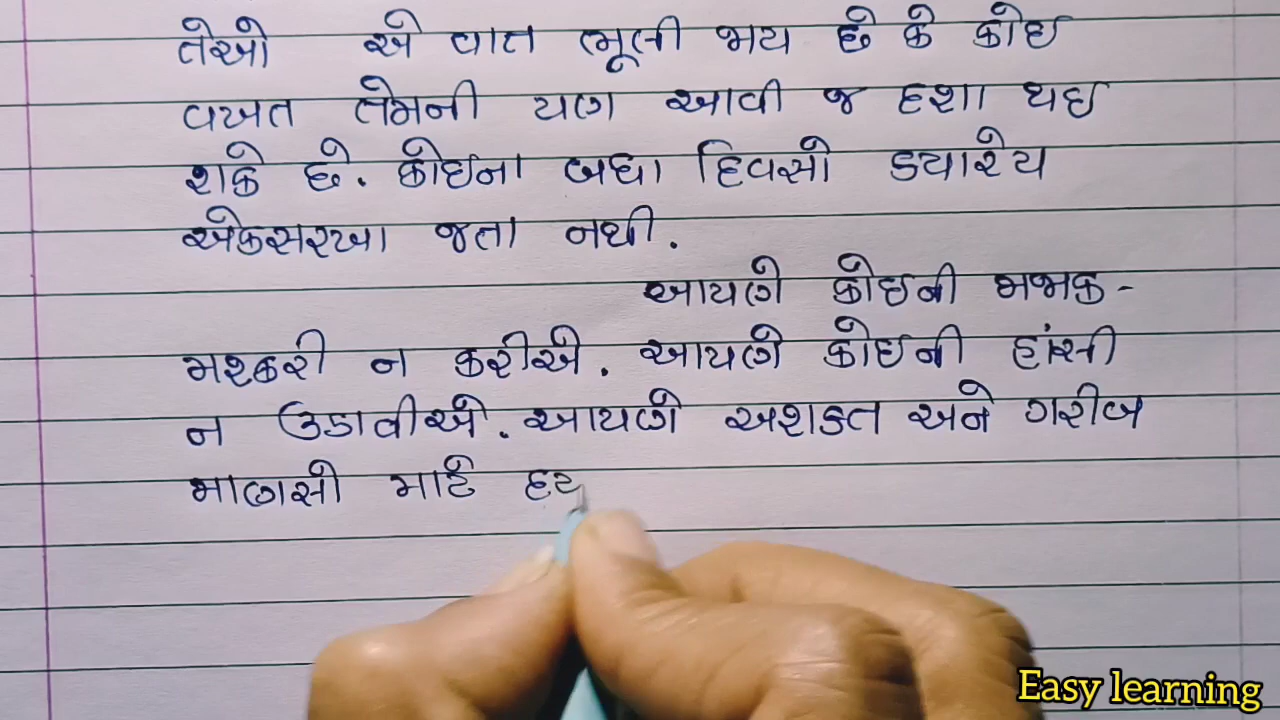 તેઓ એ વાત ભૂલી જાય છે કે કોઈ
વખત તેમની પણ આવી જ દશા થઈ
શકે છે. કોઈના બધા દિવસો ક્યારેય
એકસરખા જતા નથી.
આપણે કોઈની મજાક-
મશ્કરી ન કરીએ. આપણે કોઈની હાંસી
ન ઉડાવીએ. આપણે અશક્ત અને ગરીબ
માણસો માટે
Easy learning